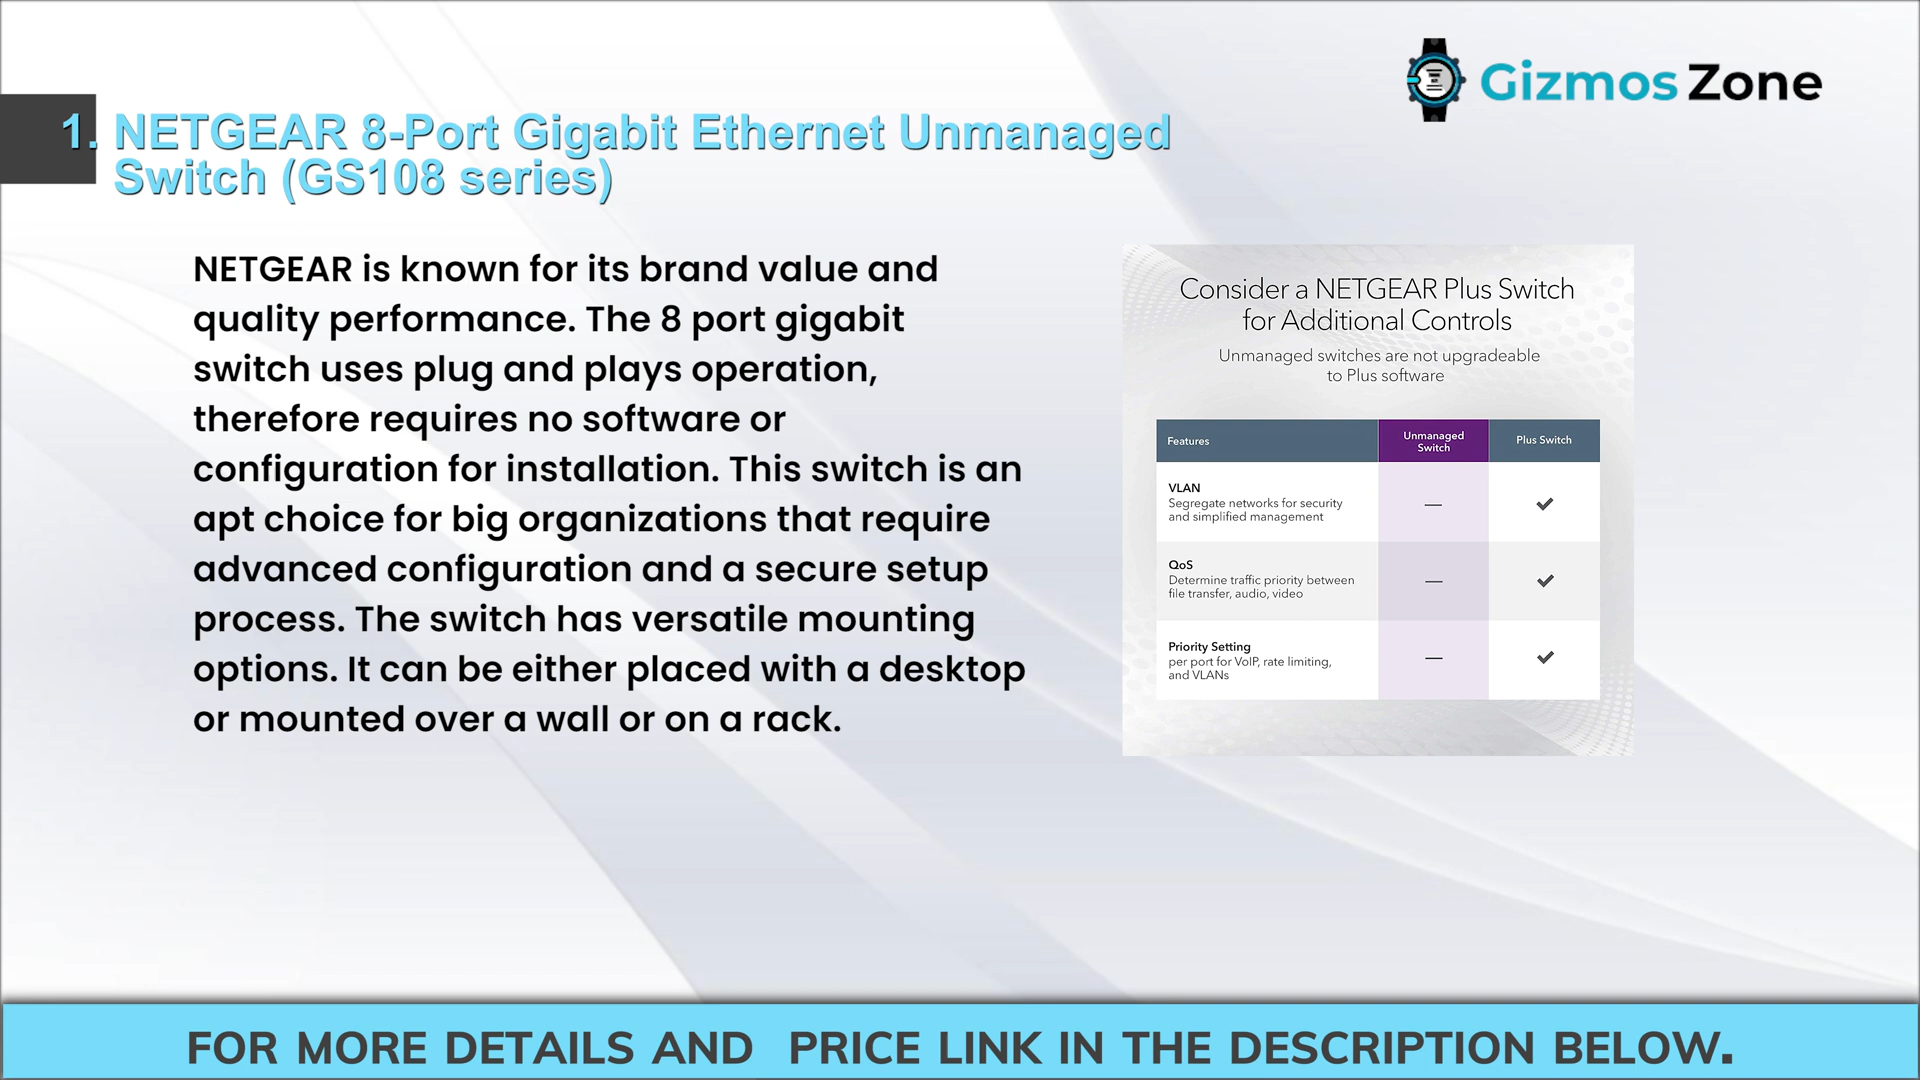 Gizmos Zone
1. NETGEAR 8-Port Gigabit Ethernet Unmanaged
Switch (GS108 series)
NETGEAR is known for its brand value and
quality performance. The 8 port gigabit
switch uses plug and plays operation,
therefore requires no software or
configuration for installation. This switch is an
apt choice for big organizations that require
advanced configuration and a secure setup
process. The switch has versatile mounting
options. It can be either placed with a desktop
or mounted over a wall or on a rack.
Consider a NETGEAR Plus Switch
for Additional Controls
Unmanaged switches are not upgradeable
to Plus software
Features
Unmanaged
Switch
Plus Switch
VLAN
Segregate networks for security
and simplified management
— ✔
QoS
Determine traffic priority between
file transfer, audio, video
— ✔
Priority Setting
per port for VoIP, rate limiting,
and VLANs
— ✔
FOR MORE DETAILS AND PRICE LINK IN THE DESCRIPTION BELOW.